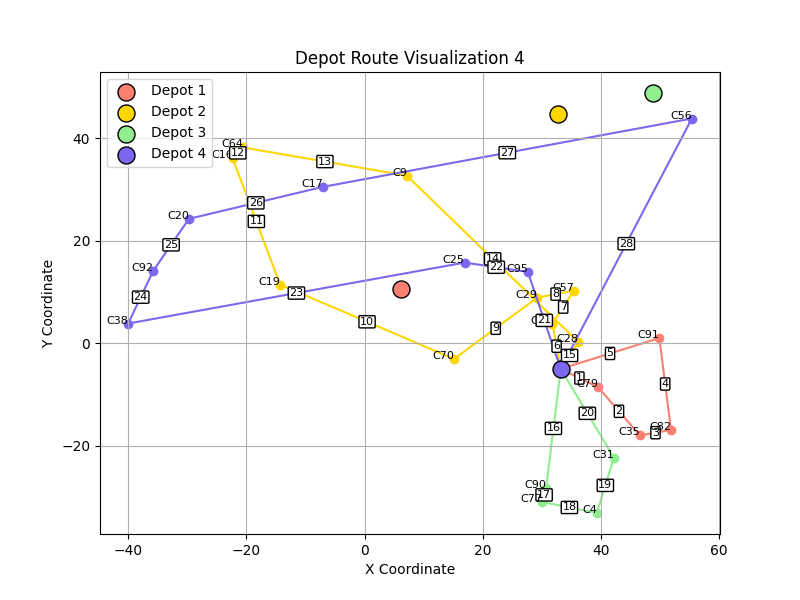 Depot Route Visualization 4
Depot 1
Depot 2
Depot 3
Depot 4
C56
C64
12
13
27
C9
C17
C20
26
11
28
25
14
C25
22
C95
C92
C19
23
24
C29
8
C57
7
C38
10
21
9
6
C28
15
5
C91
C70
1
C79
4
2
C35
3
C82
16
20
C31
C90
17
19
18
C4
40
20
0
−20
−40
−20
0
20
40
60
X Coordinate
Y Coordinate